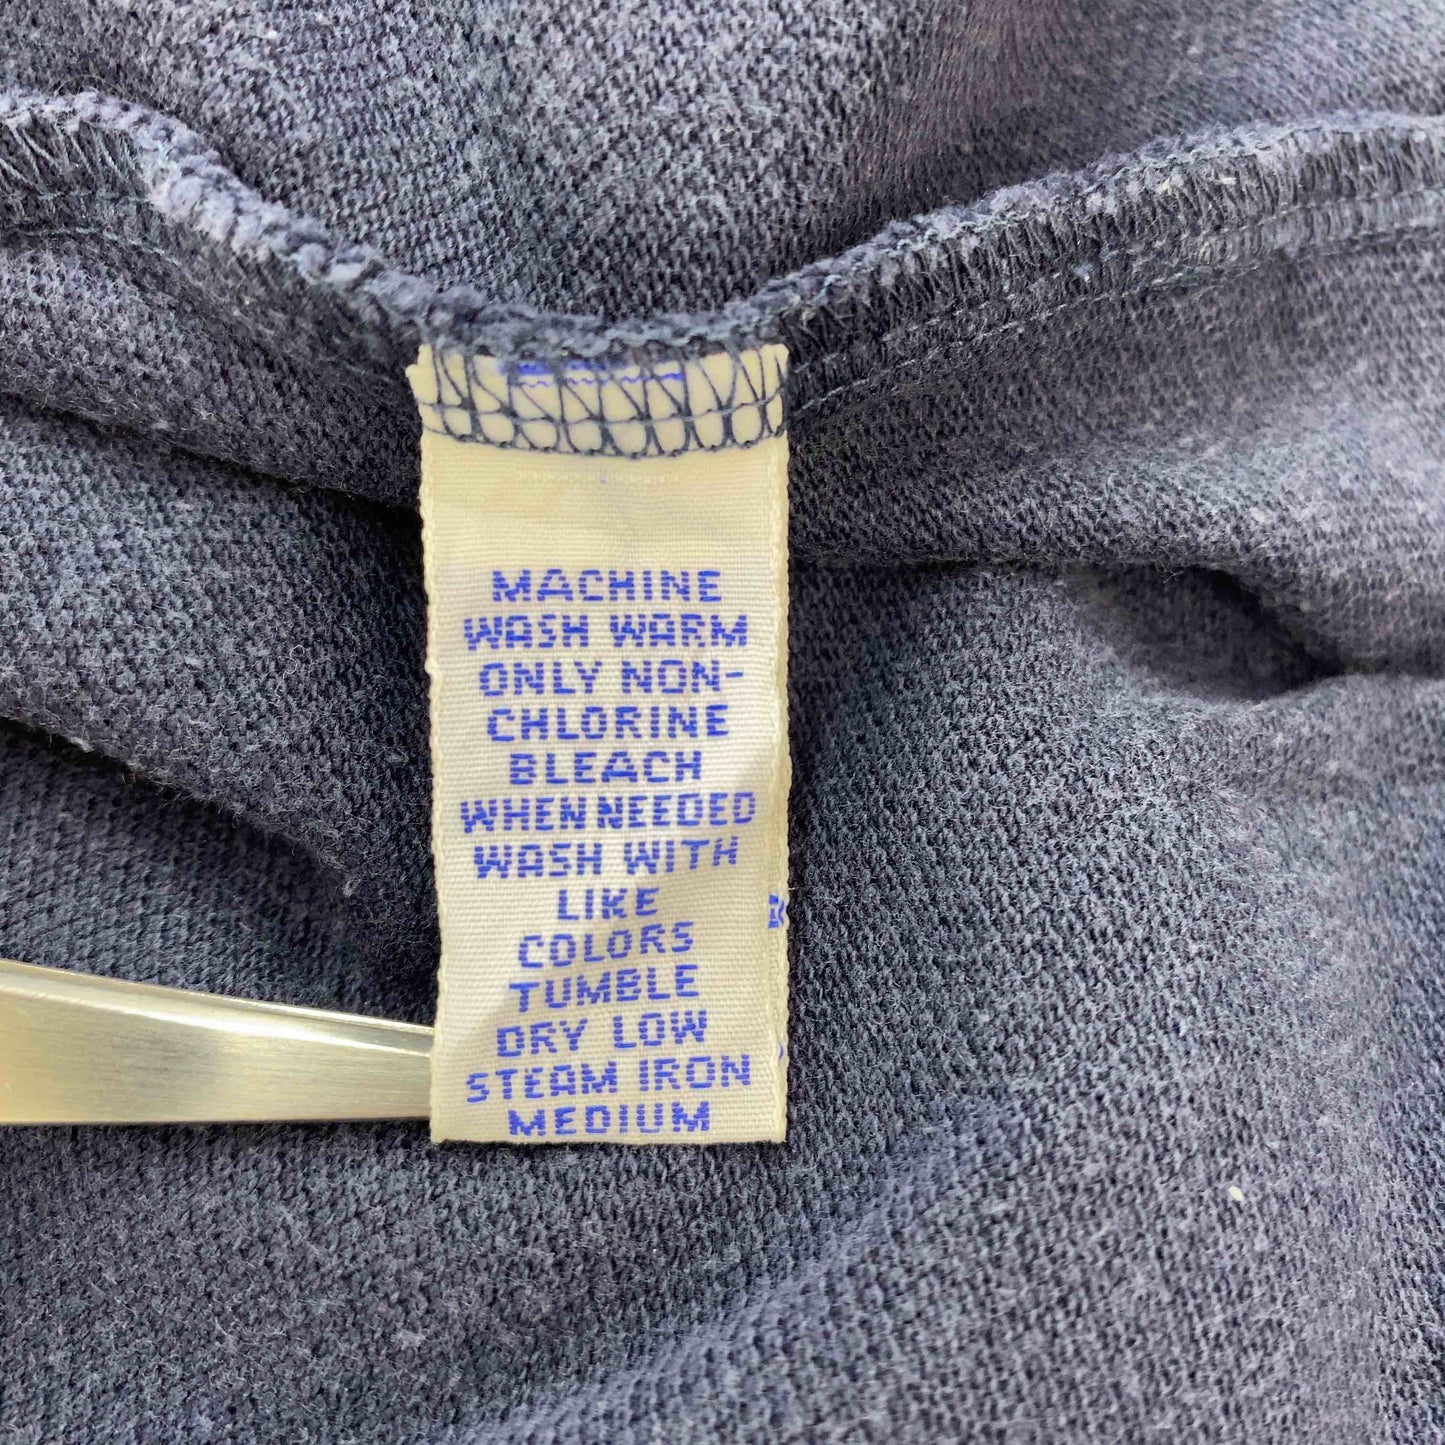 MACHINE
WASH WARM
ONLY NON-
CHLORINE
BLEACH
WHEN NEEDED
WASH WITH
LIKE
COLORS
TUMBLE
DRY LOW
STEAM IRON
MEDIUM